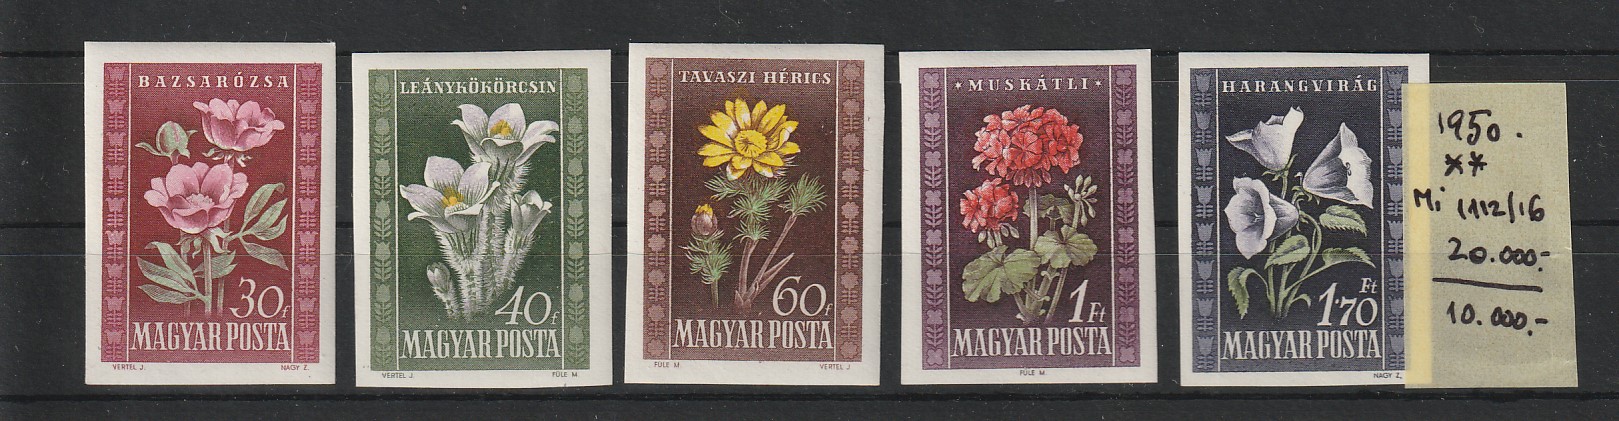 BAZSARÓZSA
30f
MAGYAR POSTA
VERTEL J. NAGY Z.
LEÁNYKÖKÖRCSIN
40f
MAGYAR POSTA
VERTEL J. FÜLE M.
TAVASZI HÉRICS
60f
MAGYAR POSTA
FÜLE M. VERTEL J.
* MUSKÁTLI *
1Ft
MAGYAR POSTA
FÜLE M.
HARANGVIRÁG
1·70 Ft
MAGYAR POSTA
NAGY Z.
1950.
**
Mi 1112/16
20.000.-
10.000.-